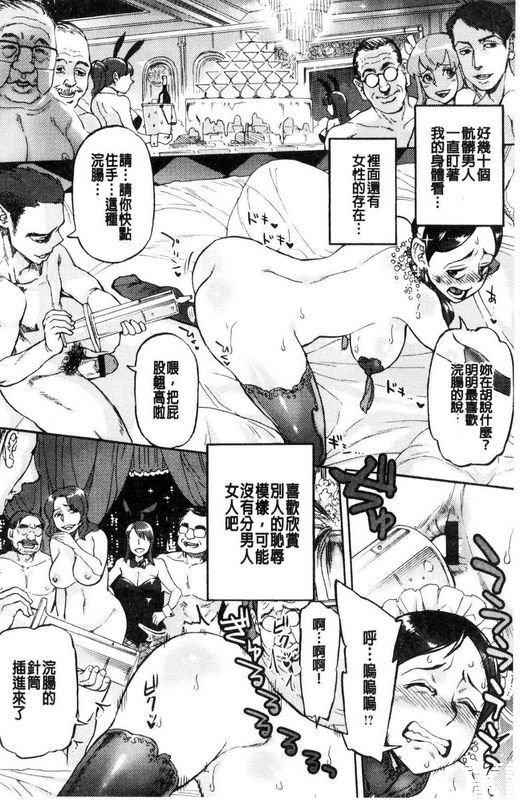 好幾十個
骯髒男人
一直盯著
我的身體看…
裡面還有
女性的存在…
請…請你快點
住手…這種
浣腸…
妳在胡說什麼？
明明最喜歡
浣腸的說…
喂，把屁
股翹高啦
喜歡欣賞
別人的恥辱
模樣，可能
沒有分男人
女人吧
呼…嗚嗚
嗚嗚!?
啊…啊啊！
浣腸的
針筒
插進來了